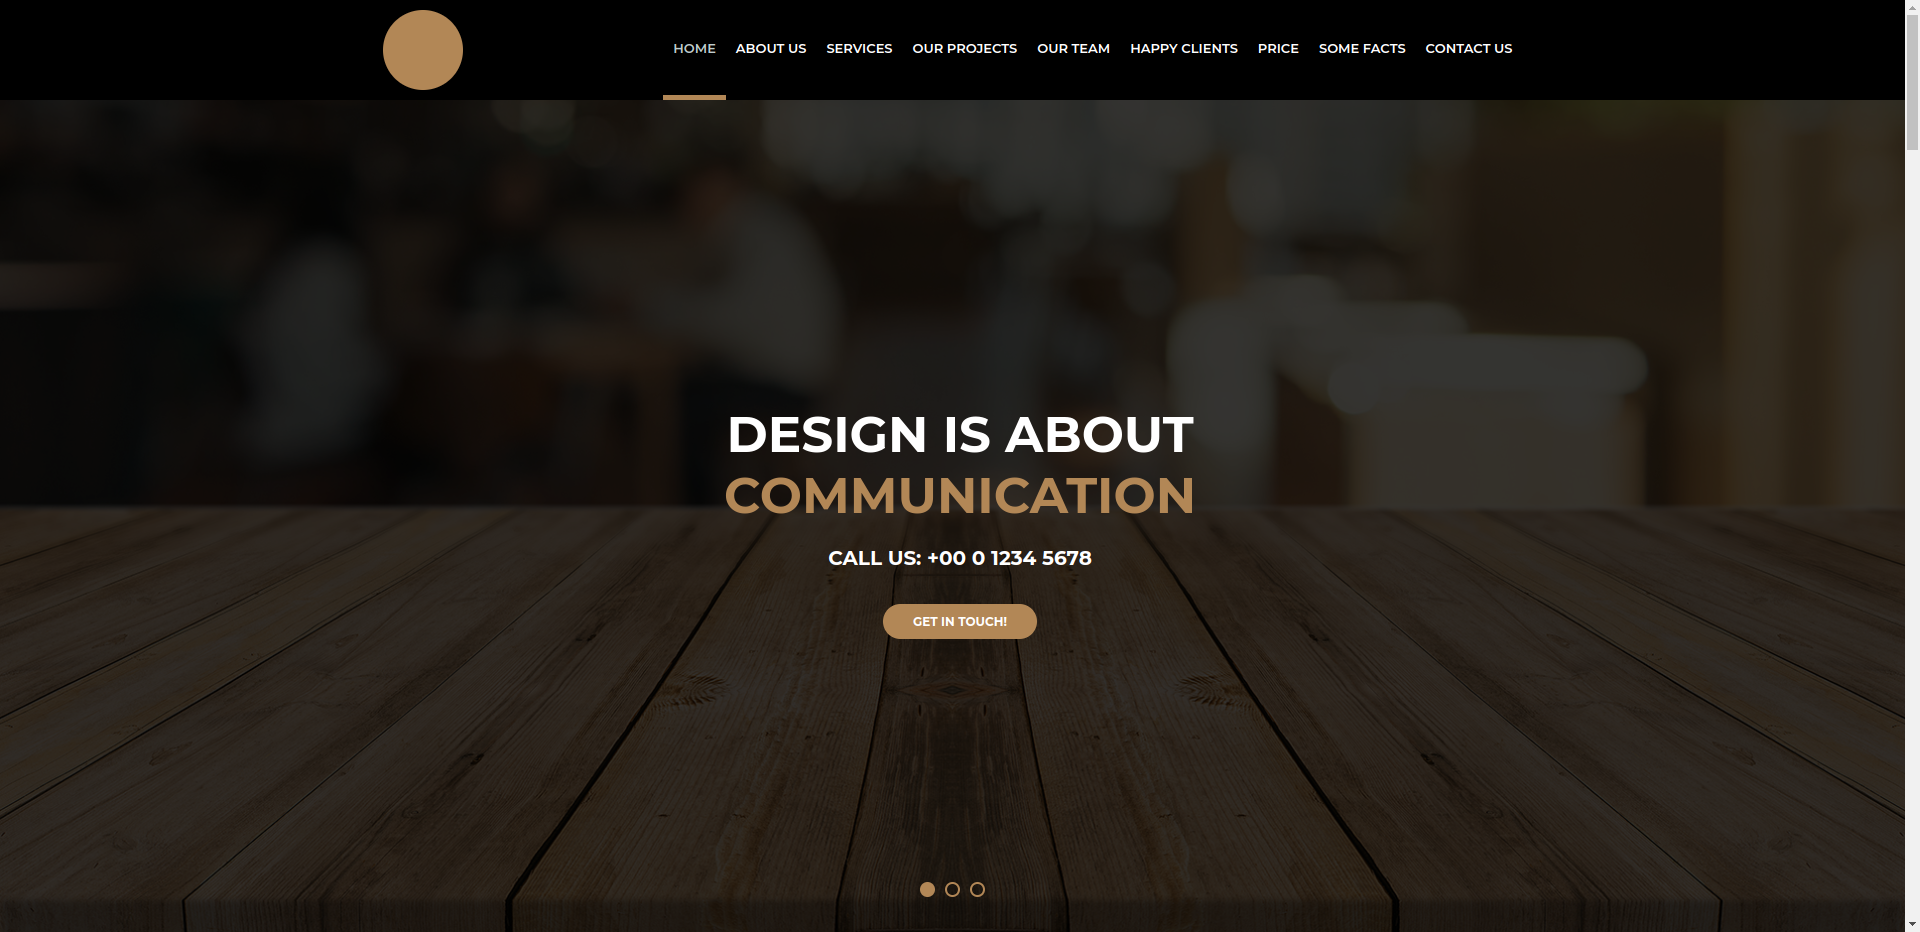 HOME ABOUT US SERVICES OUR PROJECTS OUR TEAM HAPPY CLIENTS PRICE SOME FACTS CONTACT US
DESIGN IS ABOUT
COMMUNICATION
CALL US: +00 0 1234 5678
GET IN TOUCH!